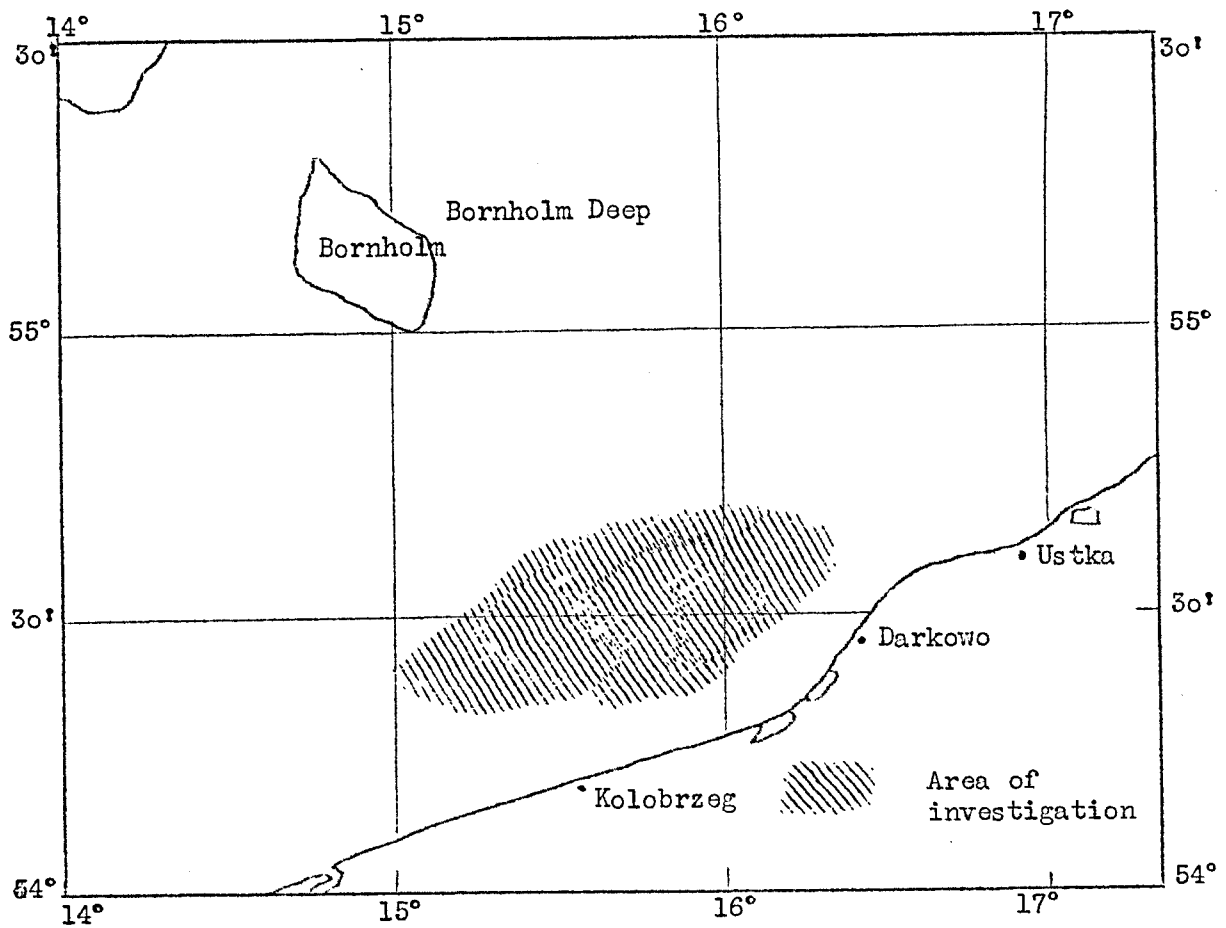 14° 15° 16° 17°
30' 30'
Bornholm Deep
Bornholm
55° 55°
Ustka
30' 30'
Darkowo
Kolobrzeg
Area of
investigation
54° 54°
14° 15° 16° 17°